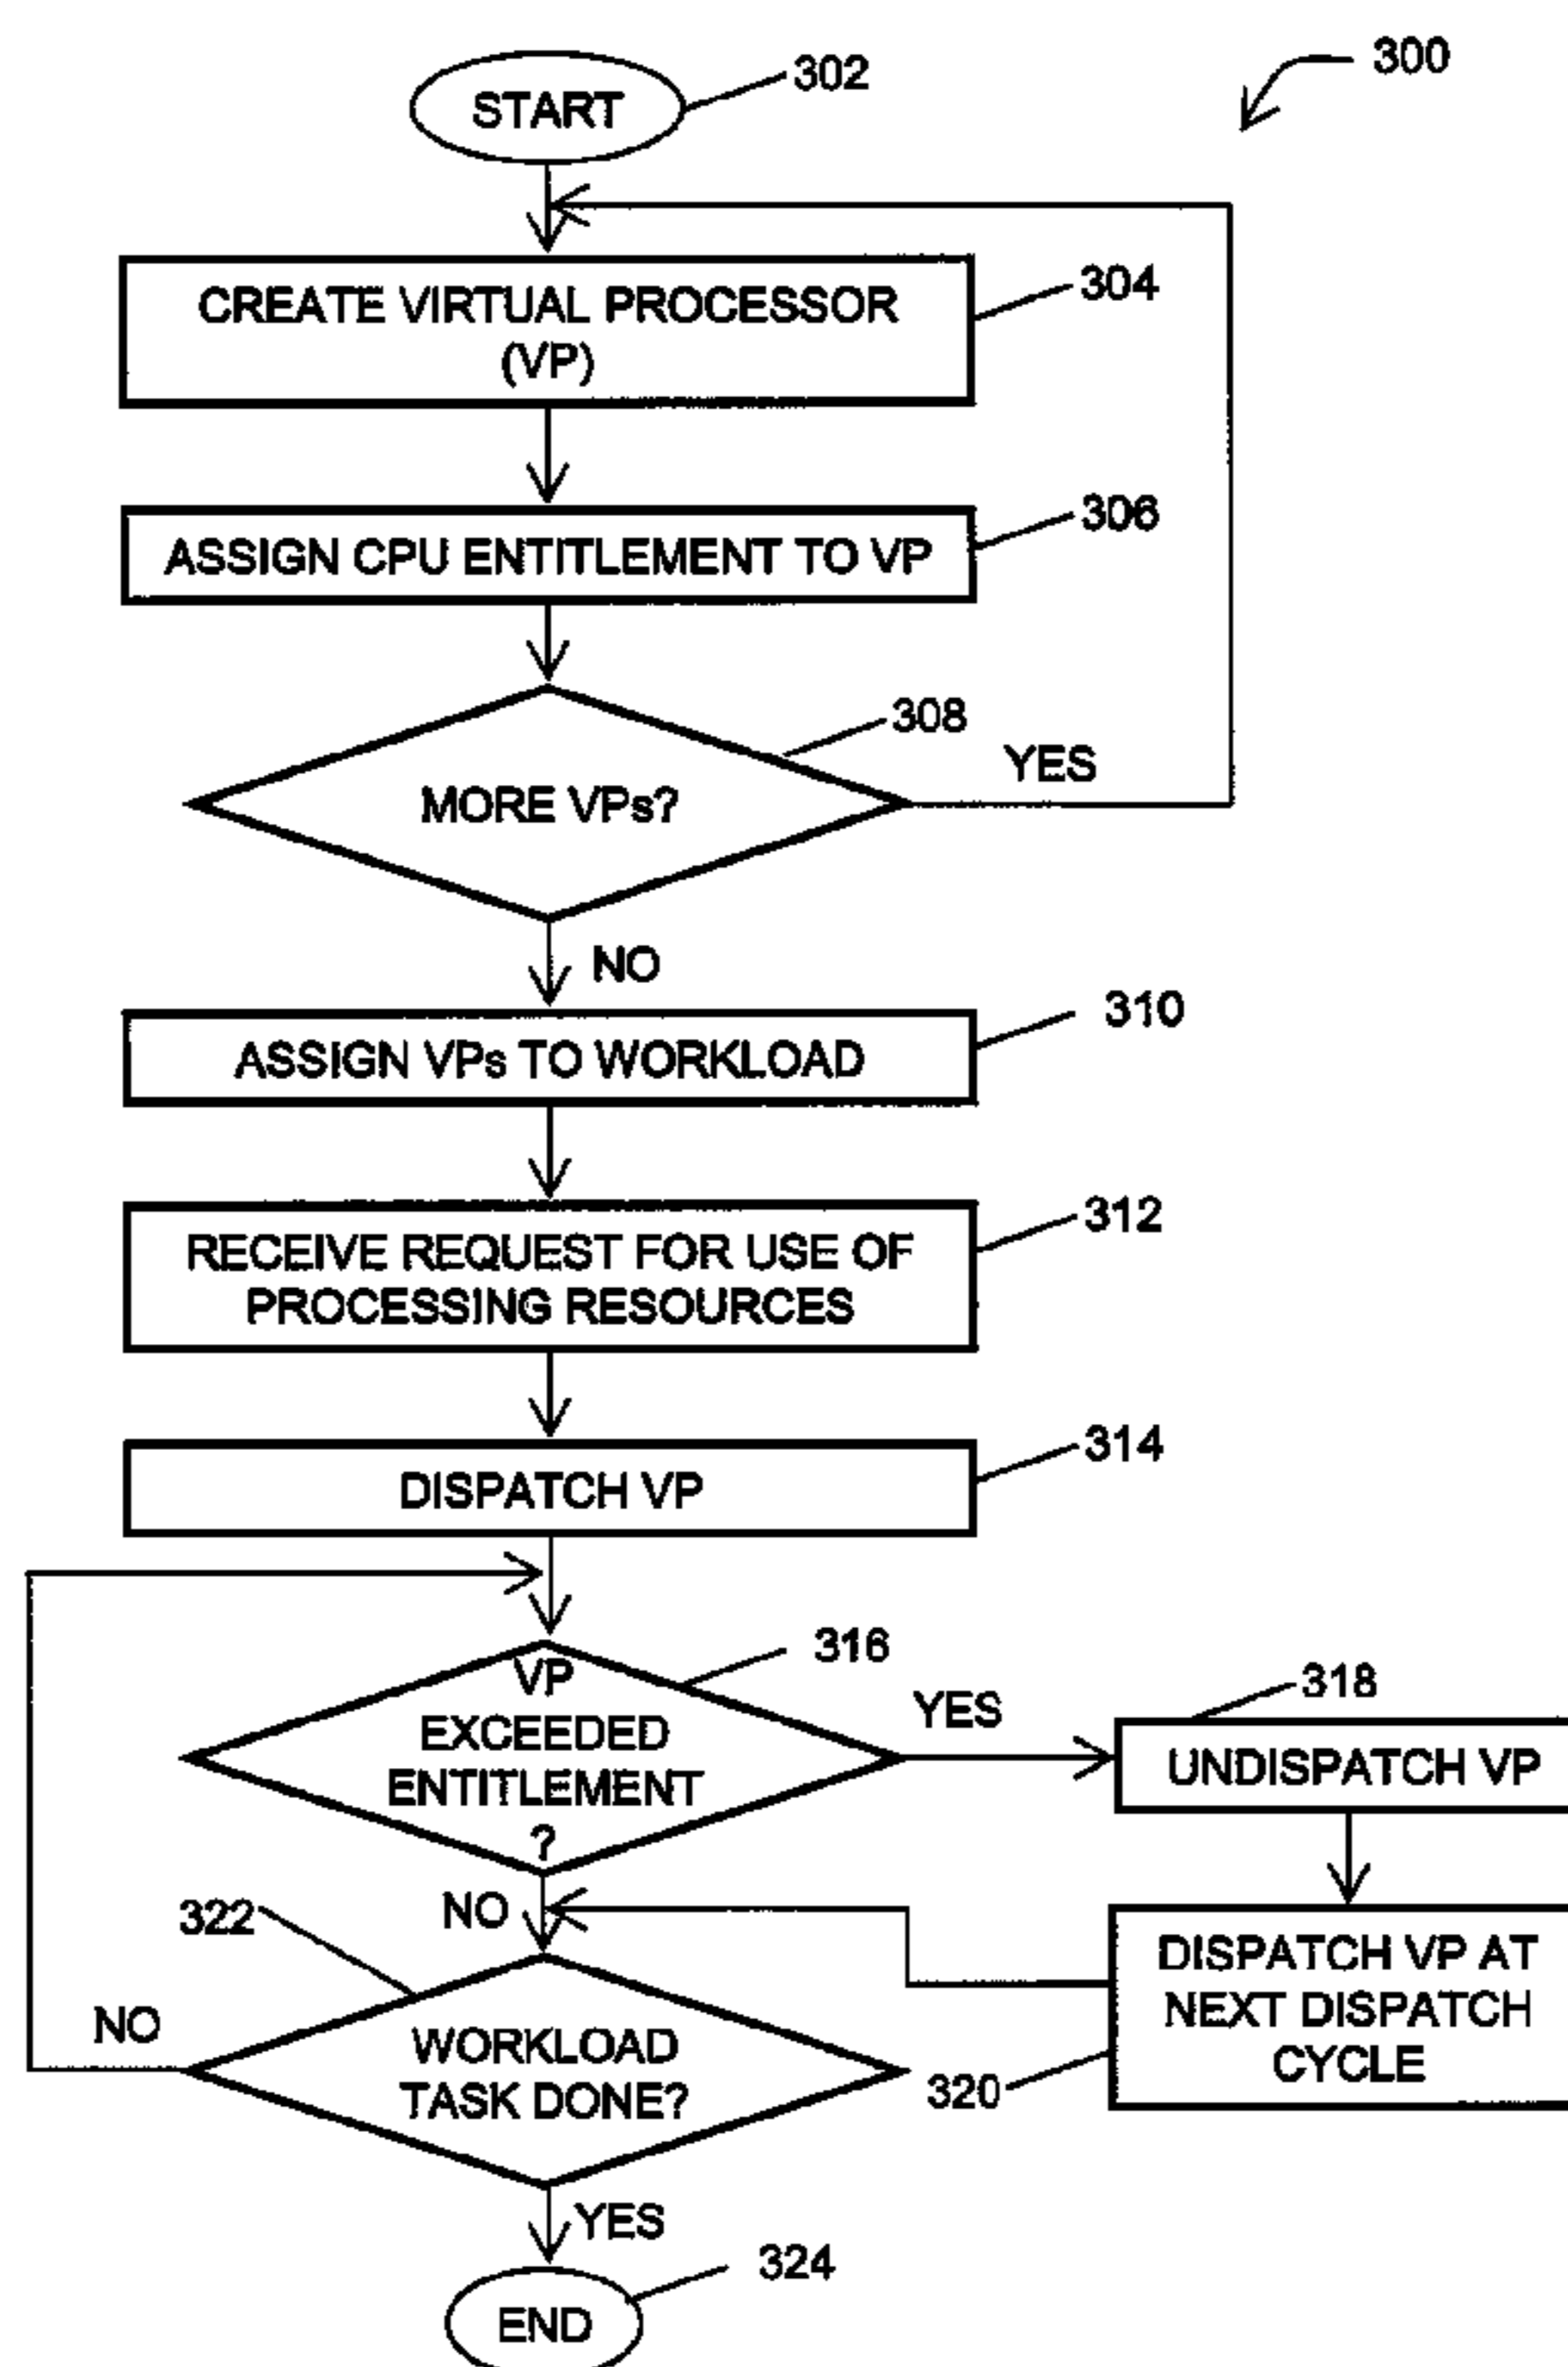 300
302
START
304
CREATE VIRTUAL PROCESSOR
(VP)
306
ASSIGN CPU ENTITLEMENT TO VP
308
MORE VPs?
YES
NO
310
ASSIGN VPs TO WORKLOAD
312
RECEIVE REQUEST FOR USE OF
PROCESSING RESOURCES
314
DISPATCH VP
316
VP
EXCEEDED
ENTITLEMENT
?
YES
318
UNDISPATCH VP
NO
320
DISPATCH VP AT
NEXT DISPATCH
CYCLE
322
WORKLOAD
TASK DONE?
NO
YES
324
END